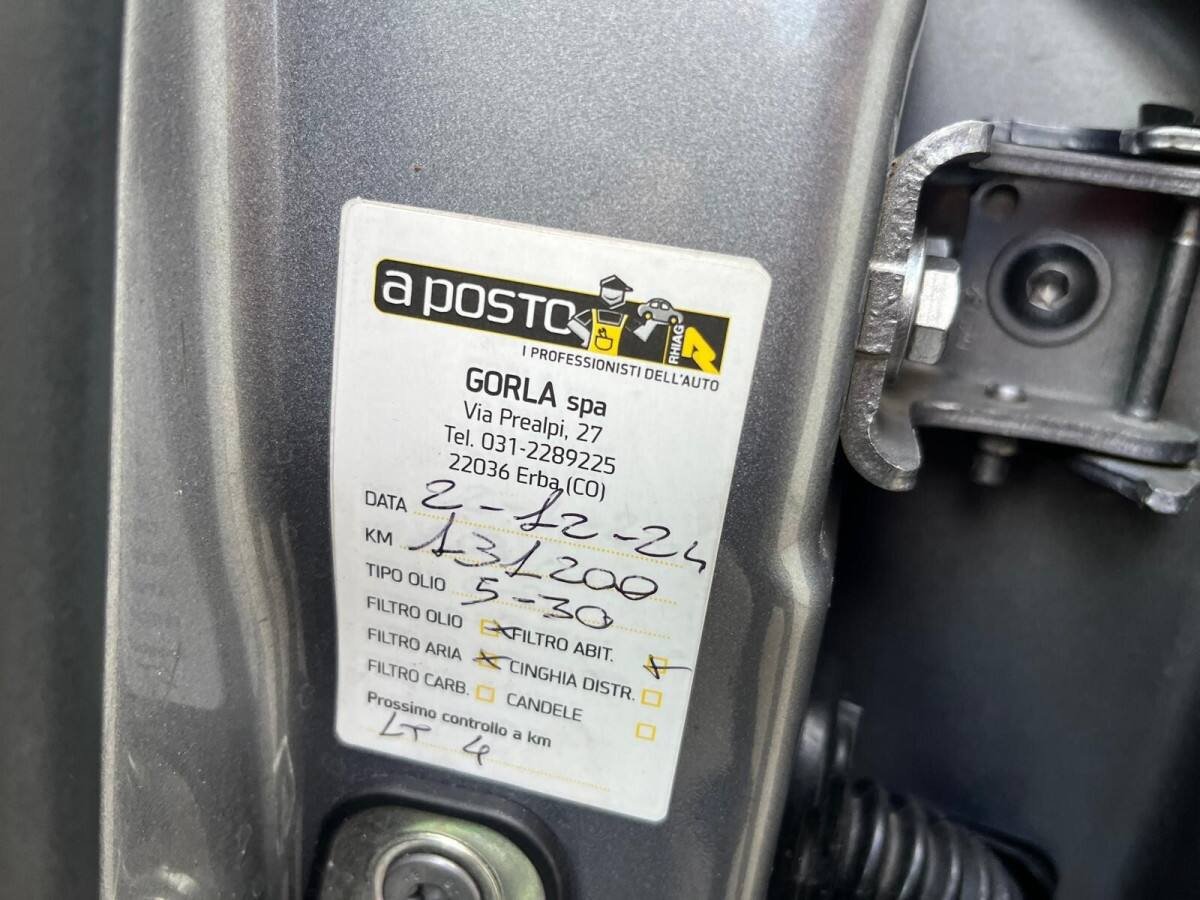 a POSTO
RHIAG
I PROFESSIONISTI DELL'AUTO
GORLA spa
Via Prealpi, 27
Tel. 031-2289225
22036 Erba (CO)
DATA 2-12-24
KM 131200
TIPO OLIO 5-30
FILTRO OLIO FILTRO ABIT.
FILTRO ARIA CINGHIA DISTR.
FILTRO CARB. CANDELE
Prossimo controllo a km
LT 4